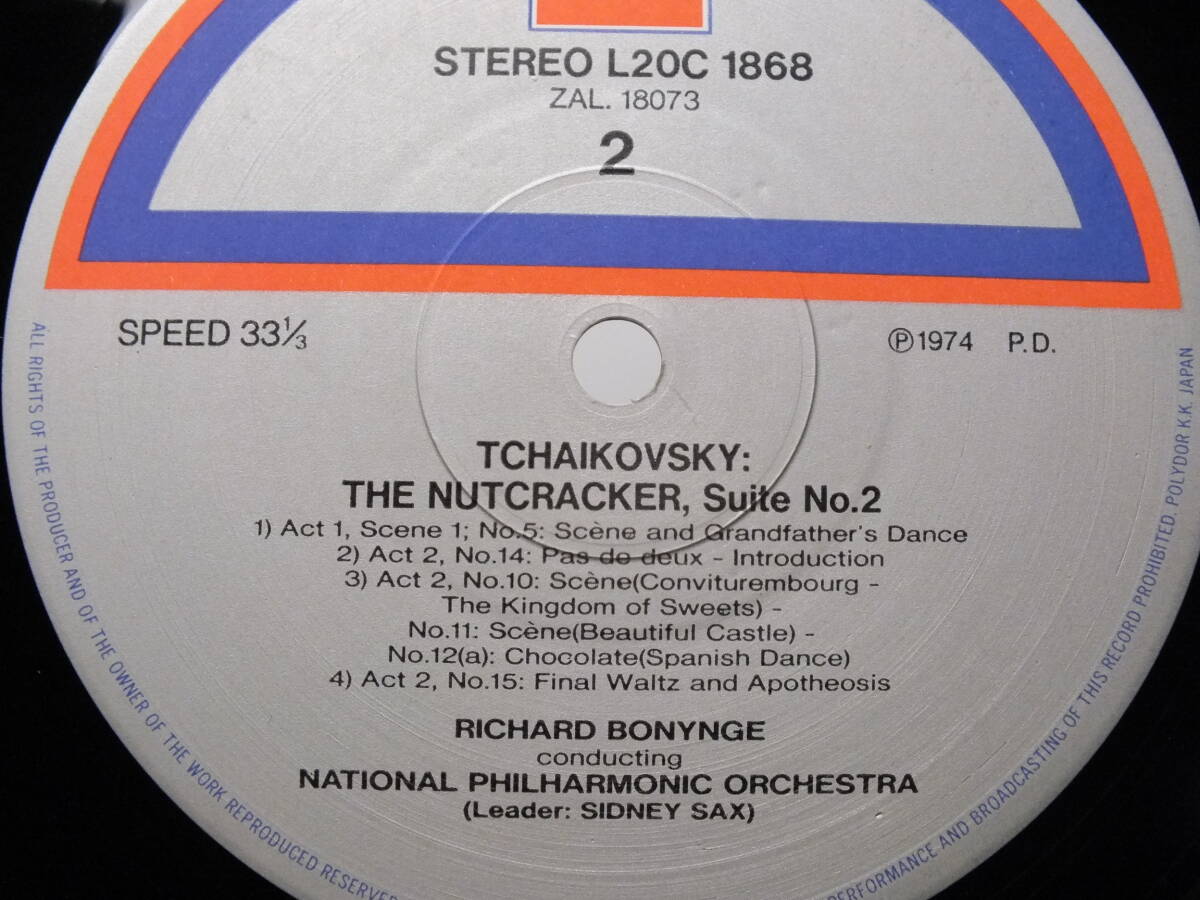 STEREO L20C 1868
ZAL. 18073
2
SPEED 33⅓
Ⓟ1974 P.D.
TCHAIKOVSKY:
THE NUTCRACKER, Suite No.2
1) Act 1, Scene 1; No.5: Scène and Grandfather's Dance
2) Act 2, No.14: Pas de deux - Introduction
3) Act 2, No.10: Scène(Conviturembourg -
The Kingdom of Sweets) -
No.11: Scène(Beautiful Castle) -
No.12(a): Chocolate(Spanish Dance)
4) Act 2, No.15: Final Waltz and Apotheosis
RICHARD BONYNGE
conducting
NATIONAL PHILHARMONIC ORCHESTRA
(Leader: SIDNEY SAX)
ALL RIGHTS OF THE PRODUCER AND OF THE OWNER OF THE WORK REPRODUCED RESERVED
PERFORMANCE AND BROADCASTING OF THIS RECORD PROHIBITED. POLYDOR K.K. JAPAN